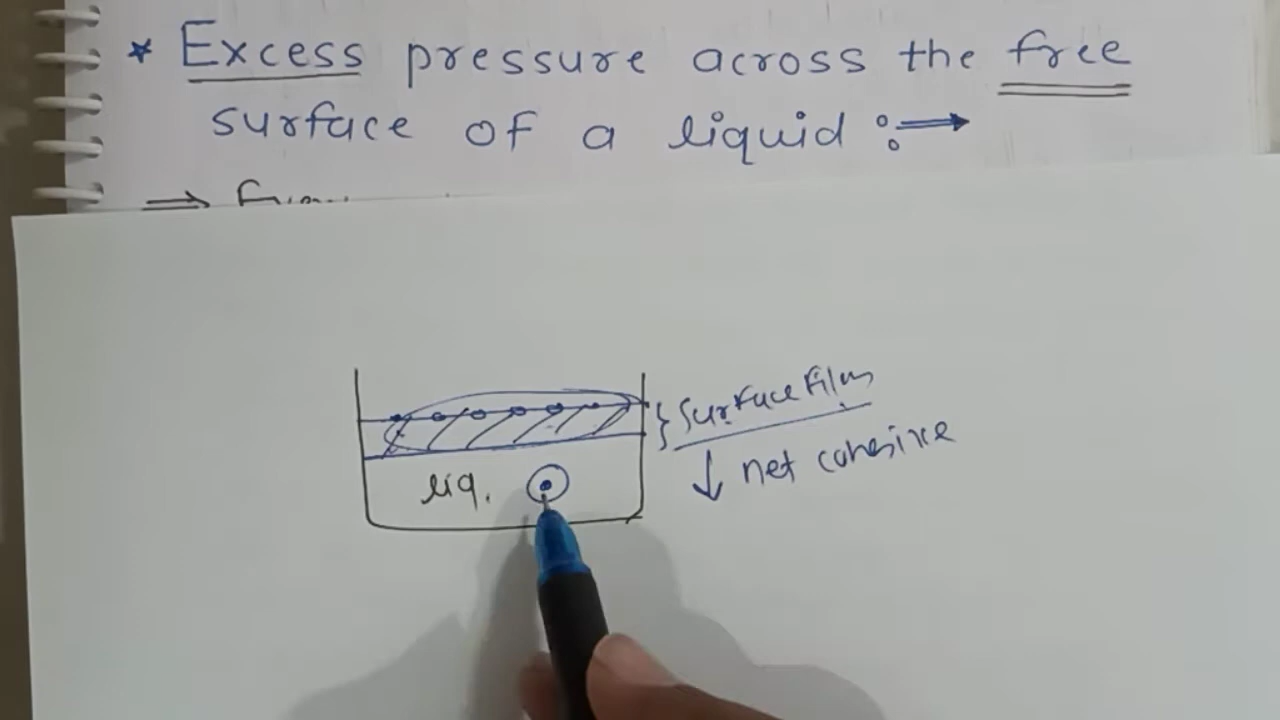 * Excess pressure across the free
surface of a liquid :→
⇒
} Surface Film
↓ net cohesive
liq.